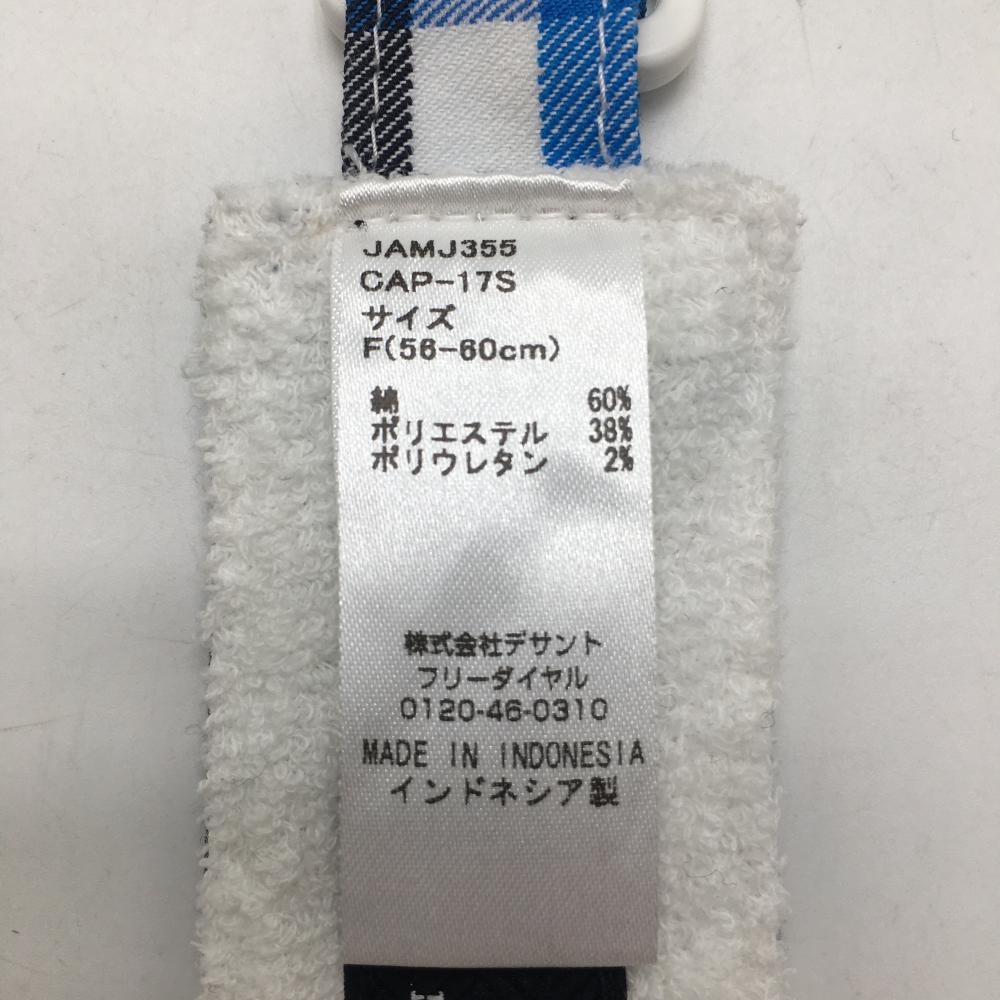 JAMJ355
CAP-17S
サイズ
F(56-60cm)
綿 60%
ポリエステル 38%
ポリウレタン 2%
株式会社デサント
フリーダイヤル
0120-46-0310
MADE IN INDONESIA
インドネシア製